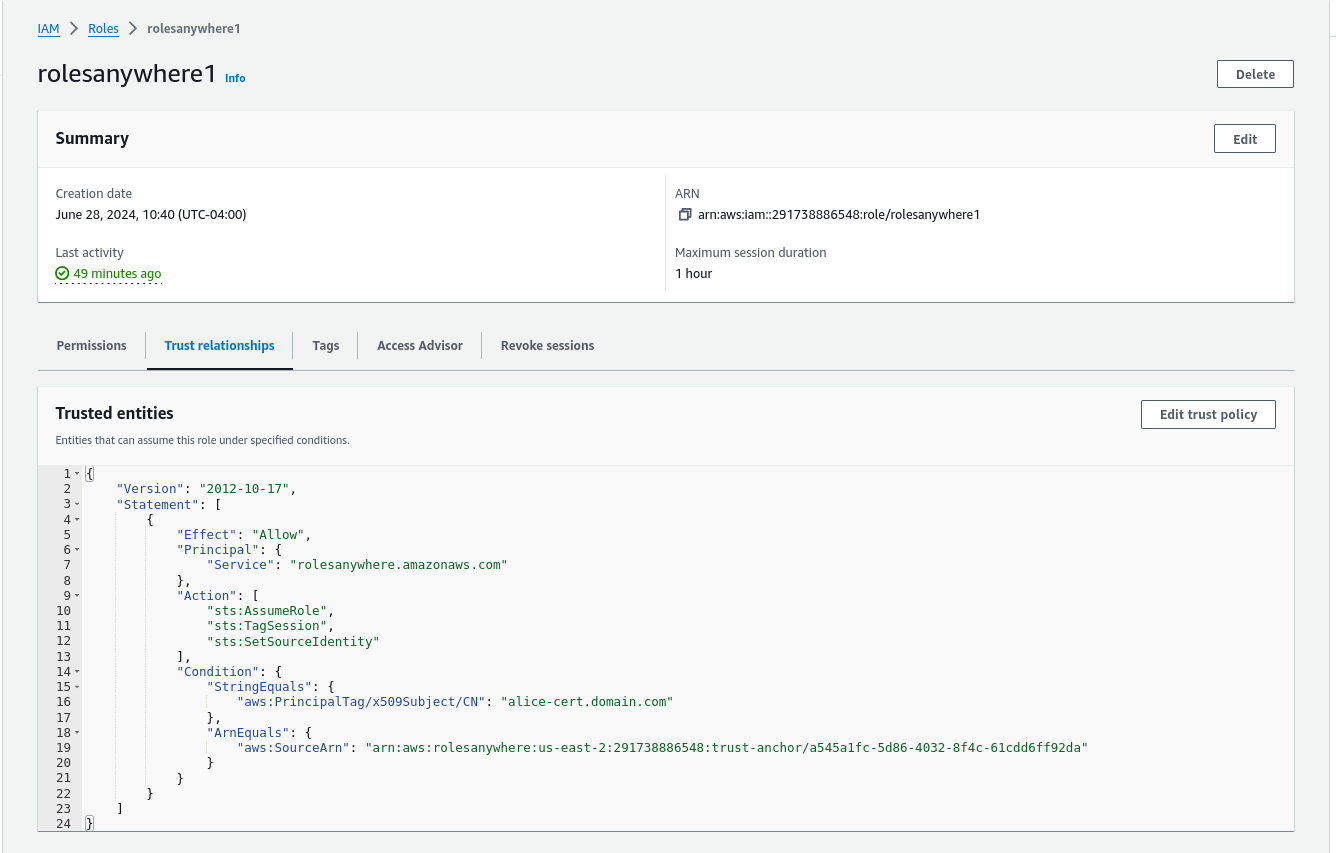 IAM > Roles > rolesanywhere1
rolesanywhere1 Info
Delete
Summary
Edit
Creation date
June 28, 2024, 10:40 (UTC-04:00)
ARN
arn:aws:iam::291738886548:role/rolesanywhere1
Last activity
49 minutes ago
Maximum session duration
1 hour
Permissions Trust relationships Tags Access Advisor Revoke sessions
Trusted entities
Edit trust policy
Entities that can assume this role under specified conditions.
1 {
2     "Version": "2012-10-17",
3     "Statement": [
4         {
5             "Effect": "Allow",
6             "Principal": {
7                 "Service": "rolesanywhere.amazonaws.com"
8             },
9             "Action": [
10                 "sts:AssumeRole",
11                 "sts:TagSession",
12                 "sts:SetSourceIdentity"
13             ],
14             "Condition": {
15                 "StringEquals": {
16                     "aws:PrincipalTag/x509Subject/CN": "alice-cert.domain.com"
17                 },
18                 "ArnEquals": {
19                     "aws:SourceArn": "arn:aws:rolesanywhere:us-east-2:291738886548:trust-anchor/a545a1fc-5d86-4032-8f4c-61cdd6ff92da"
20                 }
21             }
22         }
23     ]
24 }